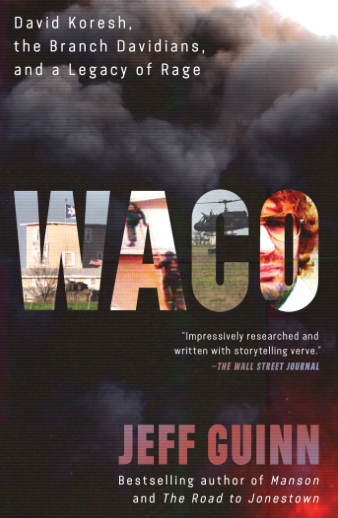 David Koresh,
the Branch Davidians,
and a Legacy of Rage
WACO
"Impressively researched and
written with storytelling verve."
—THE WALL STREET JOURNAL
JEFF GUINN
Bestselling author of Manson
and The Road to Jonestown